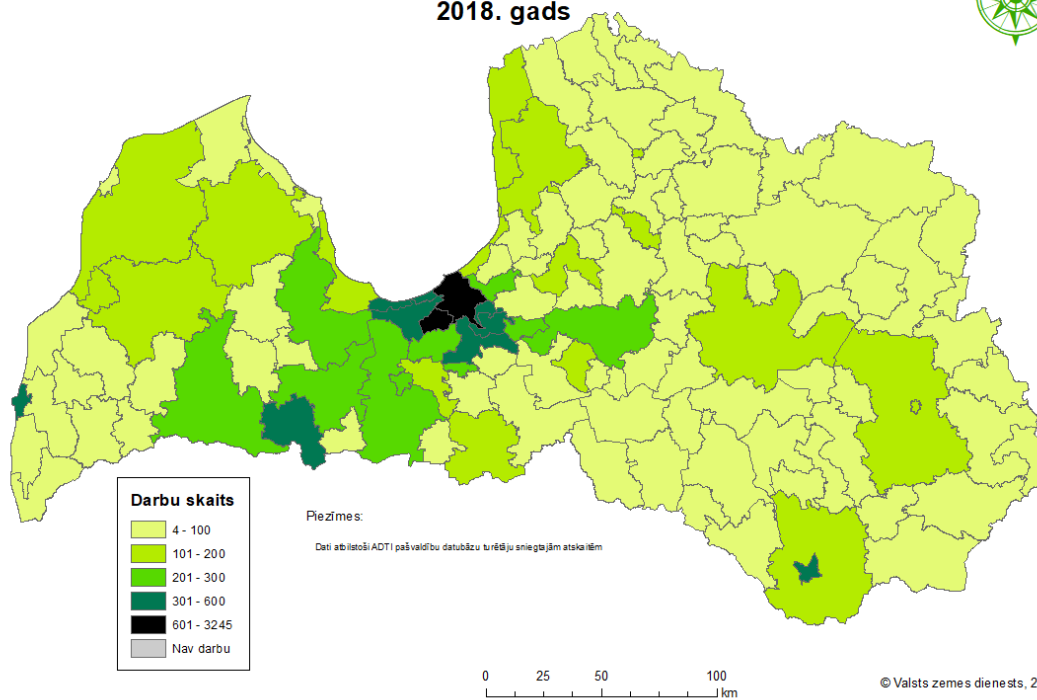 2018. gads
Darbu skaits
4 - 100
101 - 200
201 - 300
301 - 600
601 - 3245
Nav darbu
Piezīmes:
Dati atbilstoši ADTI pašvaldību datubāzu turētāju sniegtajām atskaitēm
0 25 50 100
km
© Valsts zemes dienests, 2